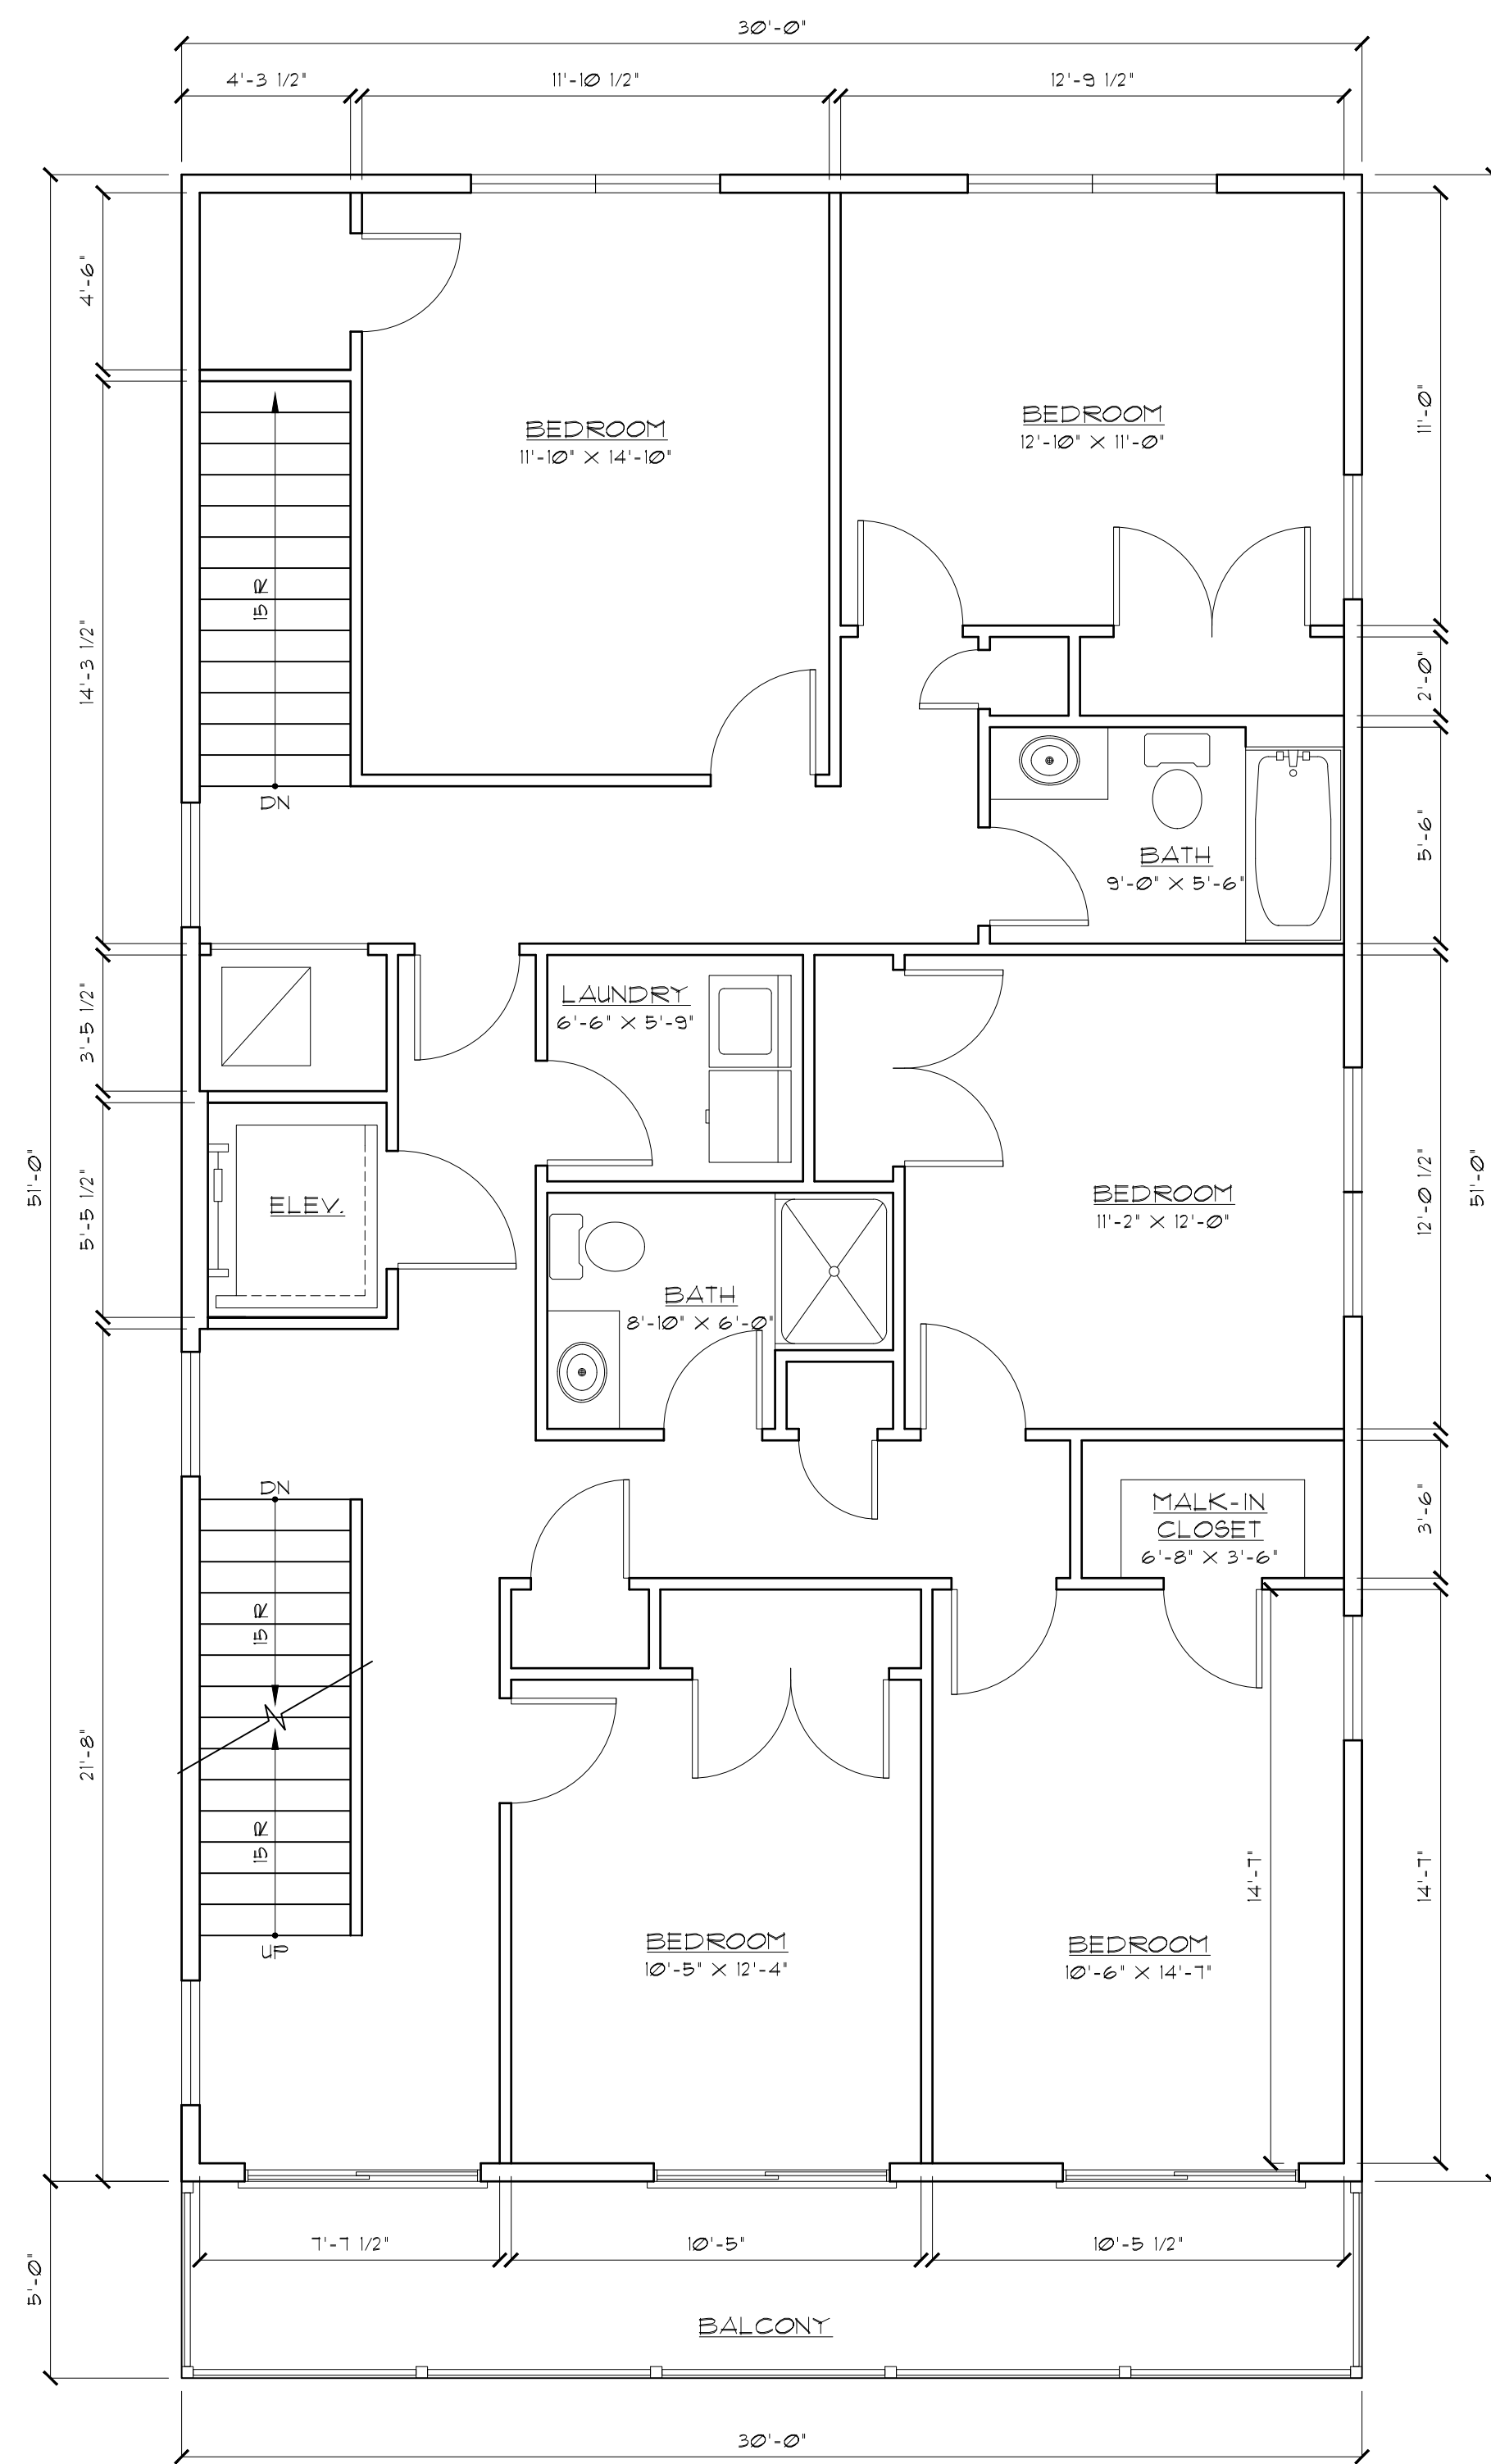 30'-0"
4'-3 1/2"
11'-10 1/2"
12'-9 1/2"
4'-6"
11'-0"
BEDROOM
12'-10" X 11'-0"
BEDROOM
11'-10" X 14'-10"
15 R
14'-3 1/2"
2'-0"
DN
5'-6"
BATH
9'-0" X 5'-6"
LAUNDRY
6'-6" X 5'-9"
3'-5 1/2"
51'-0"
5'-5 1/2"
ELEV.
BEDROOM
11'-2" X 12'-0"
12'-0 1/2"
51'-0"
BATH
8'-10" X 6'-0"
DN
MALK-IN
CLOSET
6'-8" X 3'-6"
3'-6"
15 R
21'-8"
15 R
14'-7"
14'-7"
UP
BEDROOM
10'-5" X 12'-4"
BEDROOM
10'-6" X 14'-7"
7'-7 1/2"
10'-5"
10'-5 1/2"
5'-0"
BALCONY
30'-0"